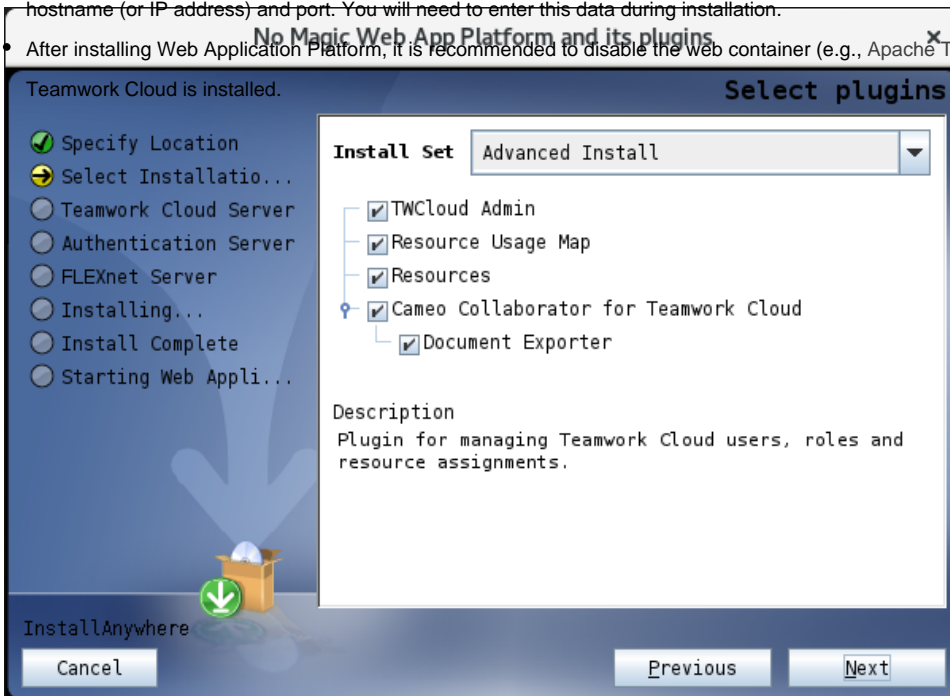 hostname (or IP address) and port. You will need to enter this data during installation.
No Magic Web App Platform and its plugins
• After installing Web Application Platform, it is recommended to disable the web container (e.g., Apache T
Teamwork Cloud is installed.
Select plugins
Specify Location
Select Installatio...
Teamwork Cloud Server
Authentication Server
FLEXnet Server
Installing...
Install Complete
Starting Web Appli...
Install Set Advanced Install
TWCloud Admin
Resource Usage Map
Resources
Cameo Collaborator for Teamwork Cloud
Document Exporter
Description
Plugin for managing Teamwork Cloud users, roles and
resource assignments.
InstallAnywhere
Cancel Previous Next